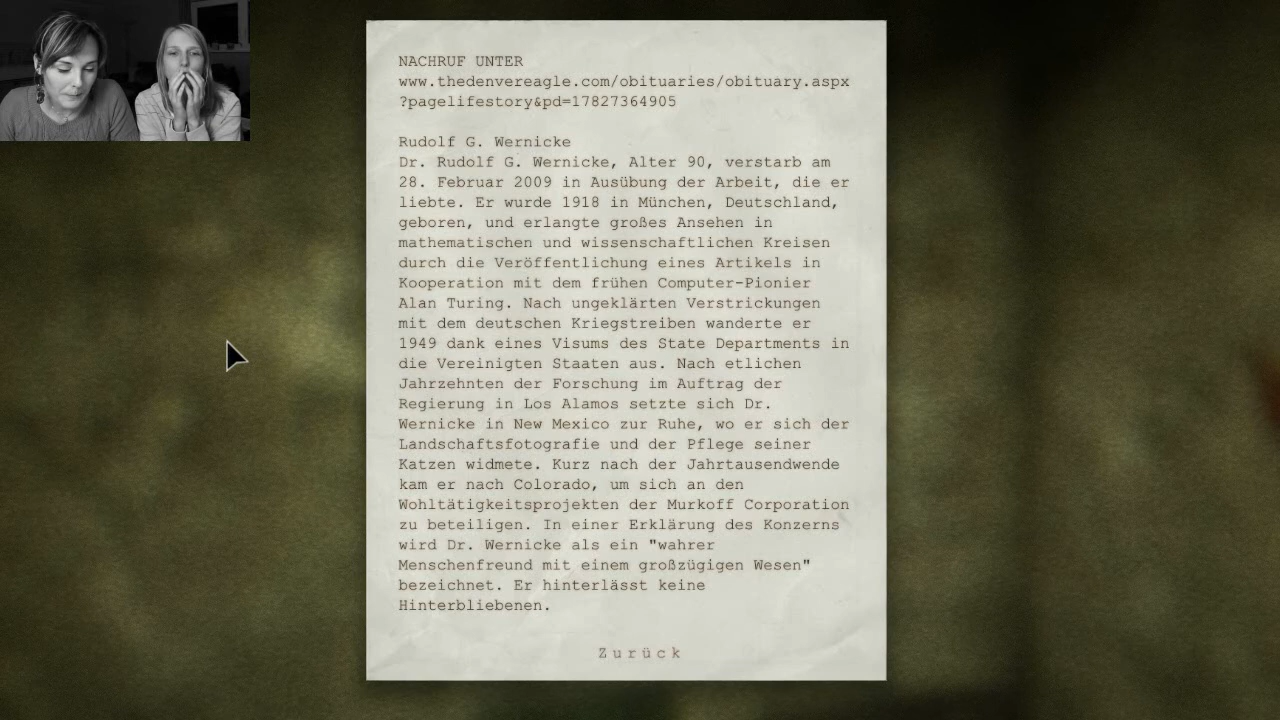 NACHRUF UNTER
www.thedenvereagle.com/obituaries/obituary.aspx
?pagelifestory&pd=17827364905
Rudolf G. Wernicke
Dr. Rudolf G. Wernicke, Alter 90, verstarb am
28. Februar 2009 in Ausübung der Arbeit, die er
liebte. Er wurde 1918 in München, Deutschland,
geboren, und erlangte großes Ansehen in
mathematischen und wissenschaftlichen Kreisen
durch die Veröffentlichung eines Artikels in
Kooperation mit dem frühen Computer-Pionier
Alan Turing. Nach ungeklärten Verstrickungen
mit dem deutschen Kriegstreiben wanderte er
1949 dank eines Visums des State Departments in
die Vereinigten Staaten aus. Nach etlichen
Jahrzehnten der Forschung im Auftrag der
Regierung in Los Alamos setzte sich Dr.
Wernicke in New Mexico zur Ruhe, wo er sich der
Landschaftsfotografie und der Pflege seiner
Katzen widmete. Kurz nach der Jahrtausendwende
kam er nach Colorado, um sich an den
Wohltätigkeitsprojekten der Murkoff Corporation
zu beteiligen. In einer Erklärung des Konzerns
wird Dr. Wernicke als ein "wahrer
Menschenfreund mit einem großzügigen Wesen"
bezeichnet. Er hinterlässt keine
Hinterbliebenen.
Zurück